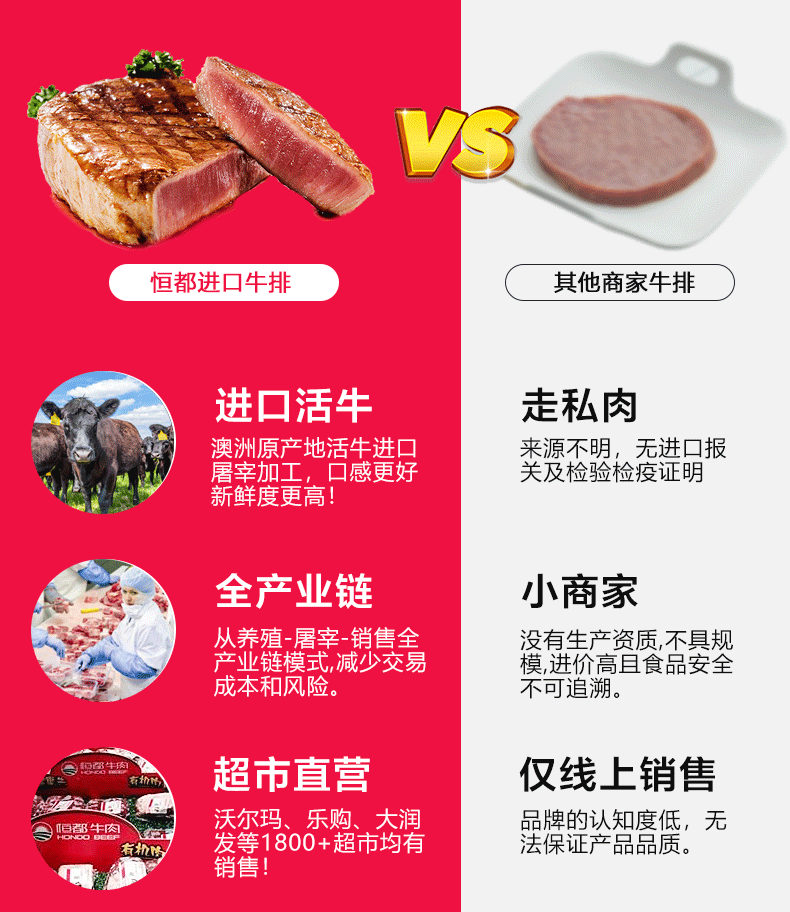 VS
恒都进口牛排
其他商家牛排
进口活牛
澳洲原产地活牛进口
屠宰加工，口感更好
新鲜度更高！
走私肉
来源不明，无进口报
关及检验检疫证明
全产业链
从养殖-屠宰-销售全
产业链模式,减少交易
成本和风险。
小商家
没有生产资质,不具规
模,进价高且食品安全
不可追溯。
恒都牛肉
HONDO BEEF
有机肉
恒都牛肉
HONDO BEEF
有机肉
超市直营
沃尔玛、乐购、大润
发等1800+超市均有
销售！
仅线上销售
品牌的认知度低，无
法保证产品品质。